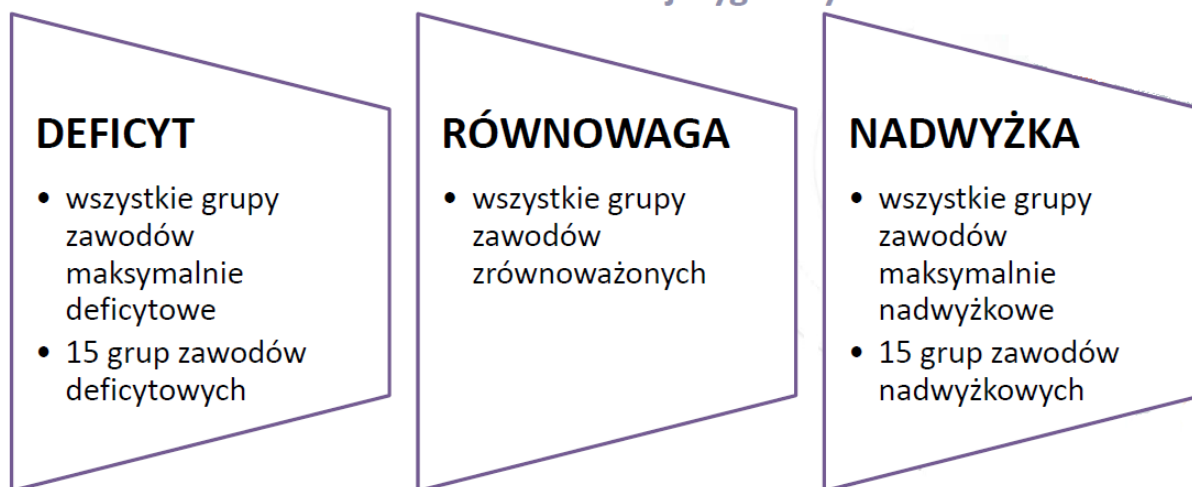 DEFICYT
• wszystkie grupy
zawodów
maksymalnie
deficytowe
• 15 grup zawodów
deficytowych
RÓWNOWAGA
• wszystkie grupy
zawodów
zrównoważonych
NADWYŻKA
• wszystkie grupy
zawodów
maksymalnie
nadwyżkowe
• 15 grup zawodów
nadwyżkowych